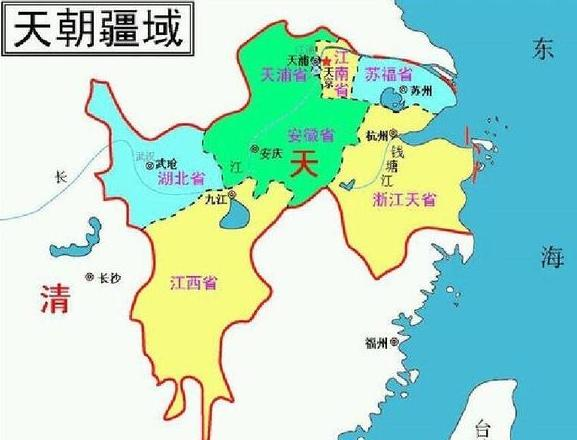 天朝疆域
东
海
江浦
天浦
天浦省
天京
江南省
苏福省
苏州
安徽省
安庆
天
杭州
钱塘江
浙江天省
武汉
武昌
湖北省
长
江
九江
长沙
清
江西省
福州
台